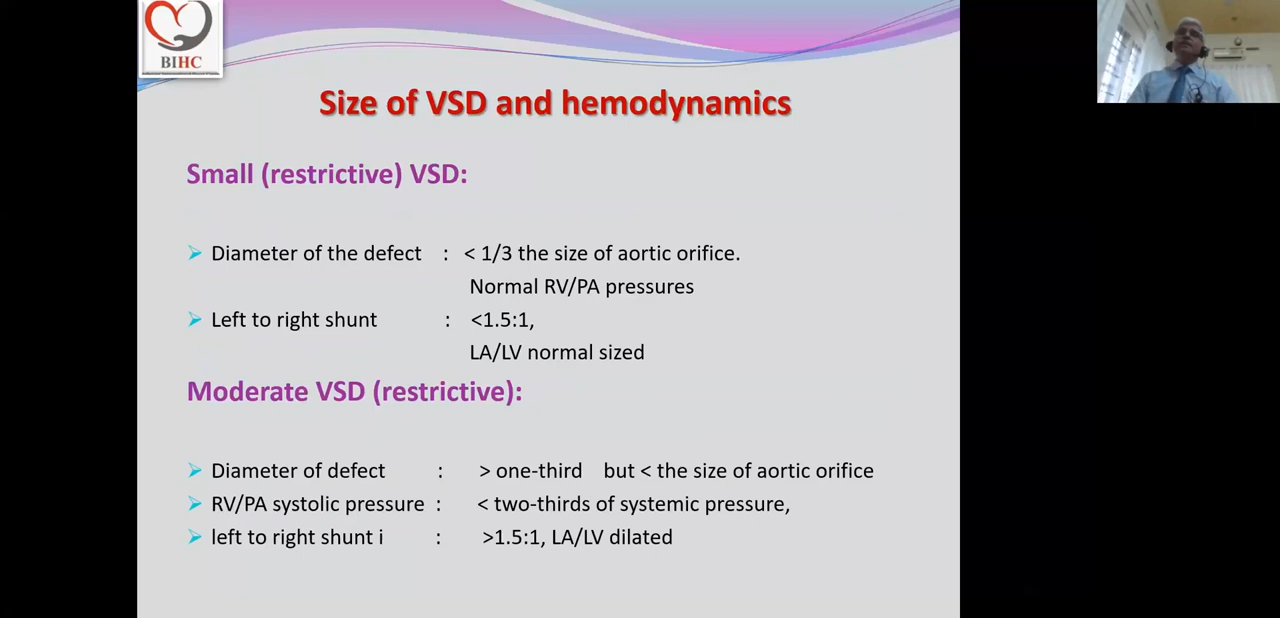 BIHC
Size of VSD and hemodynamics
Small (restrictive) VSD:
➢ Diameter of the defect : < 1/3 the size of aortic orifice.
Normal RV/PA pressures
➢ Left to right shunt : <1.5:1,
LA/LV normal sized
Moderate VSD (restrictive):
➢ Diameter of defect : > one-third but < the size of aortic orifice
➢ RV/PA systolic pressure : < two-thirds of systemic pressure,
➢ left to right shunt i : >1.5:1, LA/LV dilated